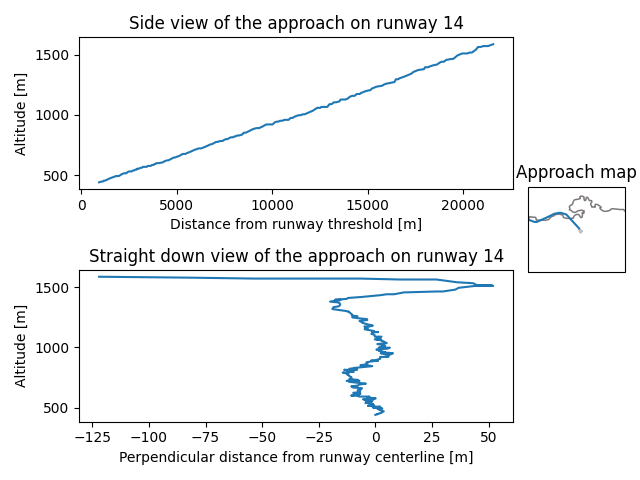 Side view of the approach on runway 14
1500
1000
500
Altitude [m]
0 5000 10000 15000 20000
Distance from runway threshold [m]
Approach map
Straight down view of the approach on runway 14
1500
1000
500
Altitude [m]
−125 −100 −75 −50 −25 0 25 50
Perpendicular distance from runway centerline [m]